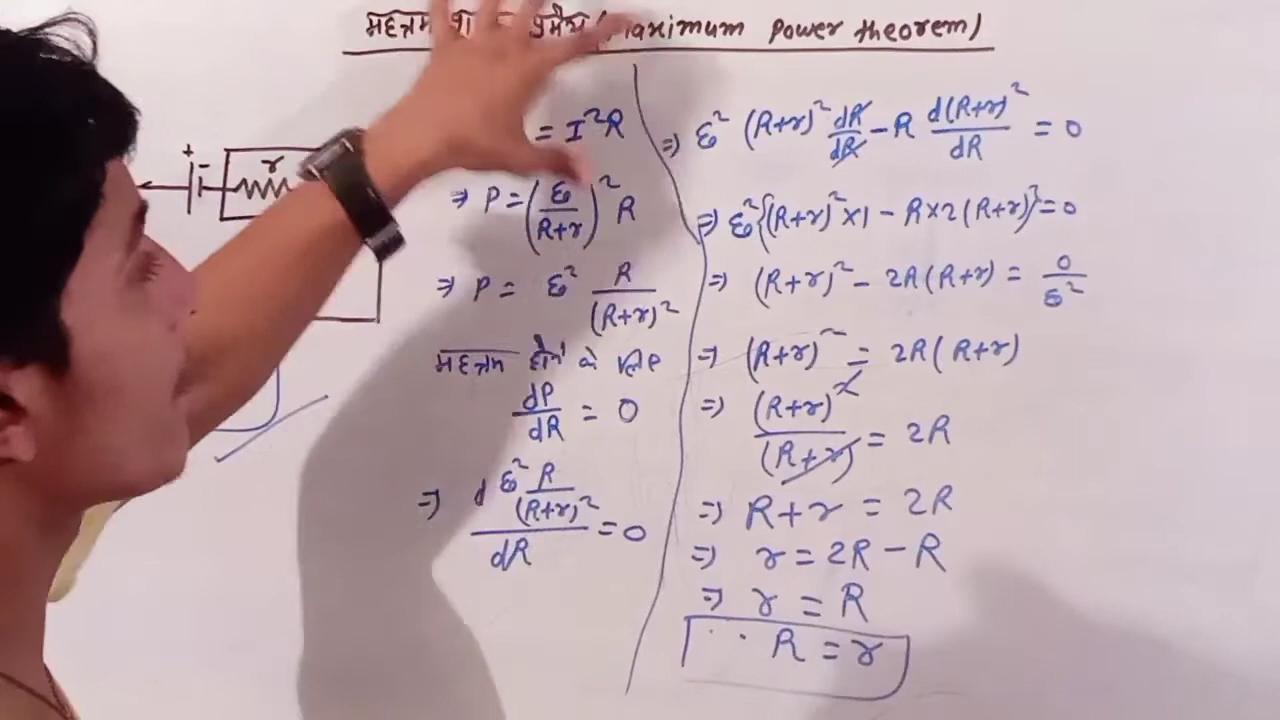 महत्तम प्रमेय (Maximum Power theorem)
+ -
r
= I²R
⇒ P = (ε/(R+r))² R
⇒ P = ε² R/(R+r)²
महत्तम होने के लिए
dP/dR = 0
⇒ d ε² R/(R+r)² / dR = 0
⇒ ε² (R+r)² dR/dR - R d(R+r)²/dR = 0
⇒ ε²{(R+r)²×1 - R×2(R+r)} = 0
⇒ (R+r)² - 2R(R+r) = 0/ε²
⇒ (R+r)² = 2R(R+r)
⇒ (R+r)²/(R+r) = 2R
⇒ R+r = 2R
⇒ r = 2R - R
⇒ r = R
∴ R = r